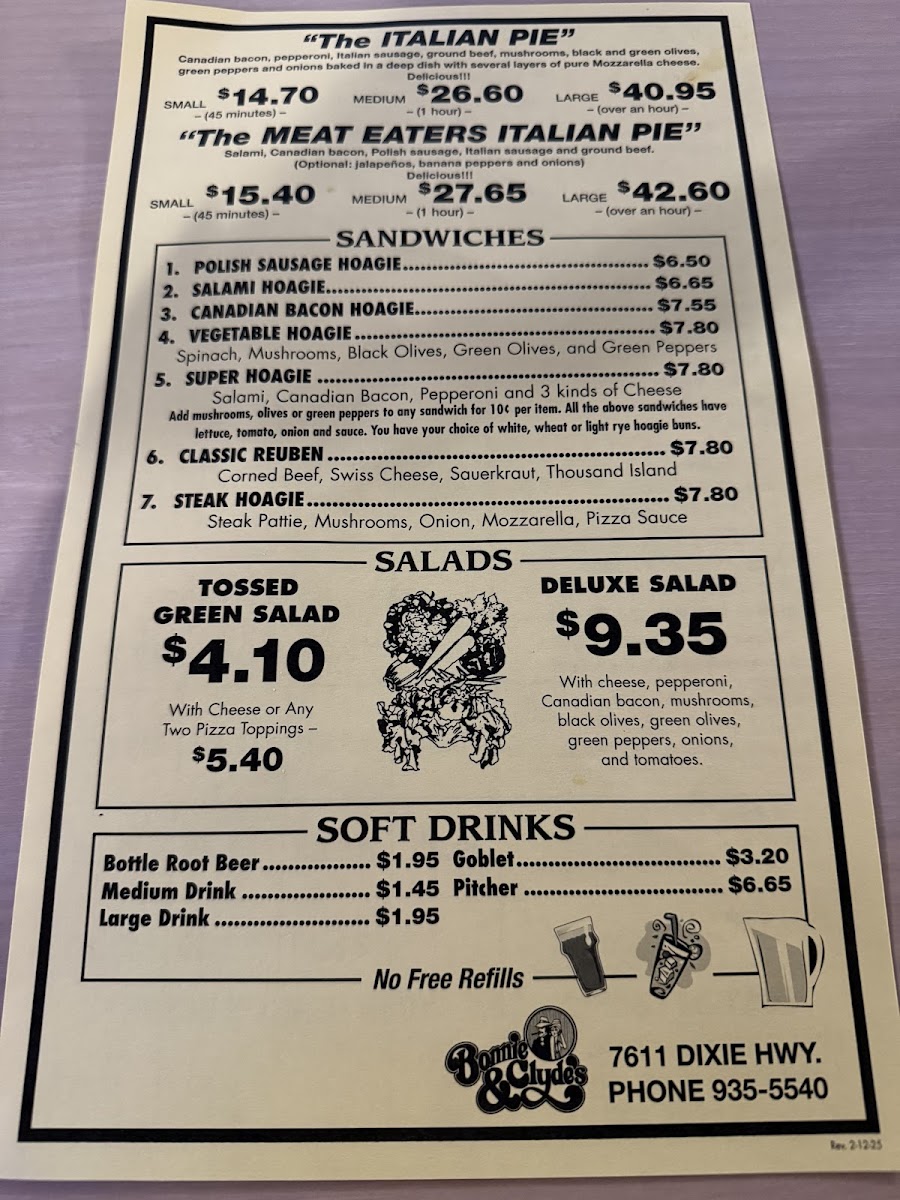 "The ITALIAN PIE"
Canadian bacon, pepperoni, Italian sausage, ground beef, mushrooms, black and green olives,
green peppers and onions baked in a deep dish with several layers of pure Mozzarella cheese.
Delicious!!!
SMALL $14.70 MEDIUM $26.60 LARGE $40.95
– (45 minutes) – – (1 hour) – – (over an hour) –
"The MEAT EATERS ITALIAN PIE"
Salami, Canadian bacon, Polish sausage, Italian sausage and ground beef.
(Optional: jalapeños, banana peppers and onions)
Delicious!!!
SMALL $15.40 MEDIUM $27.65 LARGE $42.60
– (45 minutes) – – (1 hour) – – (over an hour) –
SANDWICHES
1. POLISH SAUSAGE HOAGIE.................................................. $6.50
2. SALAMI HOAGIE.................................................................. $6.65
3. CANADIAN BACON HOAGIE................................................ $7.55
4. VEGETABLE HOAGIE............................................................ $7.80
Spinach, Mushrooms, Black Olives, Green Olives, and Green Peppers
5. SUPER HOAGIE .................................................................... $7.80
Salami, Canadian Bacon, Pepperoni and 3 kinds of Cheese
Add mushrooms, olives or green peppers to any sandwich for 10¢ per item. All the above sandwiches have
lettuce, tomato, onion and sauce. You have your choice of white, wheat or light rye hoagie buns.
6. CLASSIC REUBEN .................................................................. $7.80
Corned Beef, Swiss Cheese, Sauerkraut, Thousand Island
7. STEAK HOAGIE...................................................................... $7.80
Steak Pattie, Mushrooms, Onion, Mozzarella, Pizza Sauce
SALADS
TOSSED
GREEN SALAD
$4.10
With Cheese or Any
Two Pizza Toppings –
$5.40
DELUXE SALAD
$9.35
With cheese, pepperoni,
Canadian bacon, mushrooms,
black olives, green olives,
green peppers, onions,
and tomatoes.
SOFT DRINKS
Bottle Root Beer................. $1.95 Goblet................................ $3.20
Medium Drink .................... $1.45 Pitcher ............................... $6.65
Large Drink ........................ $1.95
No Free Refills
Bonnie
& Clyde's
7611 DIXIE HWY.
PHONE 935-5540
Rev. 2-12-25